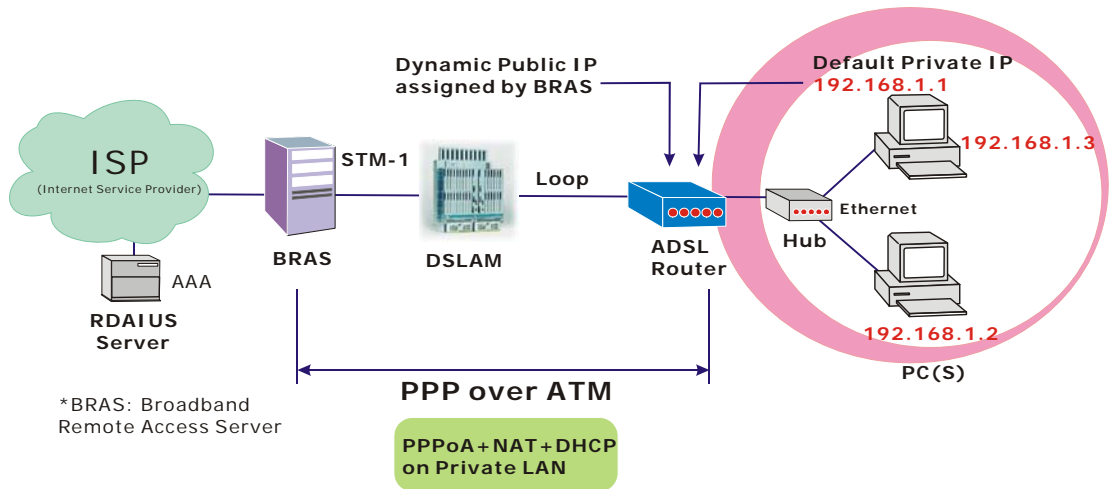 Dynamic Public IP
assigned by BRAS
Default Private IP
192.168.1.1
192.168.1.3
ISP
(Internet Service Provider)
STM-1
Loop
Ethernet
Hub
BRAS
DSLAM
ADSL
Router
AAA
RDAIUS
Server
192.168.1.2
PC(S)
PPP over ATM
*BRAS: Broadband
Remote Access Server
PPPoA+NAT+DHCP
on Private LAN